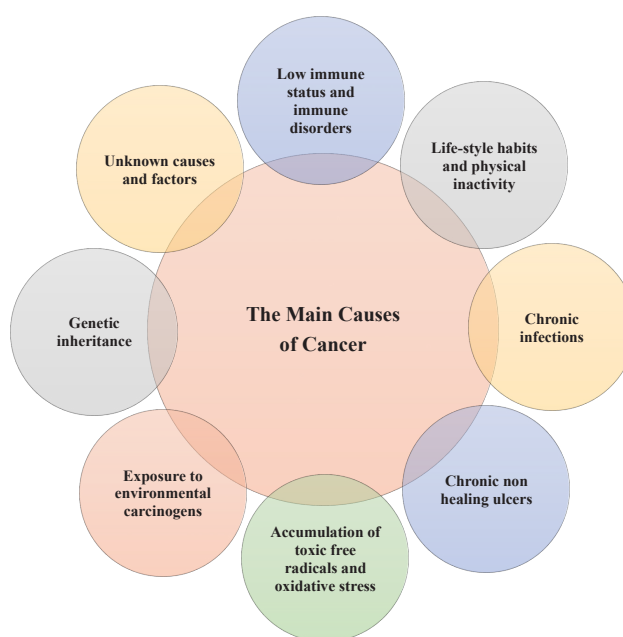 Low immune
status and
immune
disorders
Life-style habits
and physical
inactivity
Chronic
infections
Chronic non
healing ulcers
Accumulation of
toxic free
radicals and
oxidative stress
Exposure to
environmental
carcinogens
Genetic
inheritance
Unknown causes
and factors
The Main Causes
of Cancer